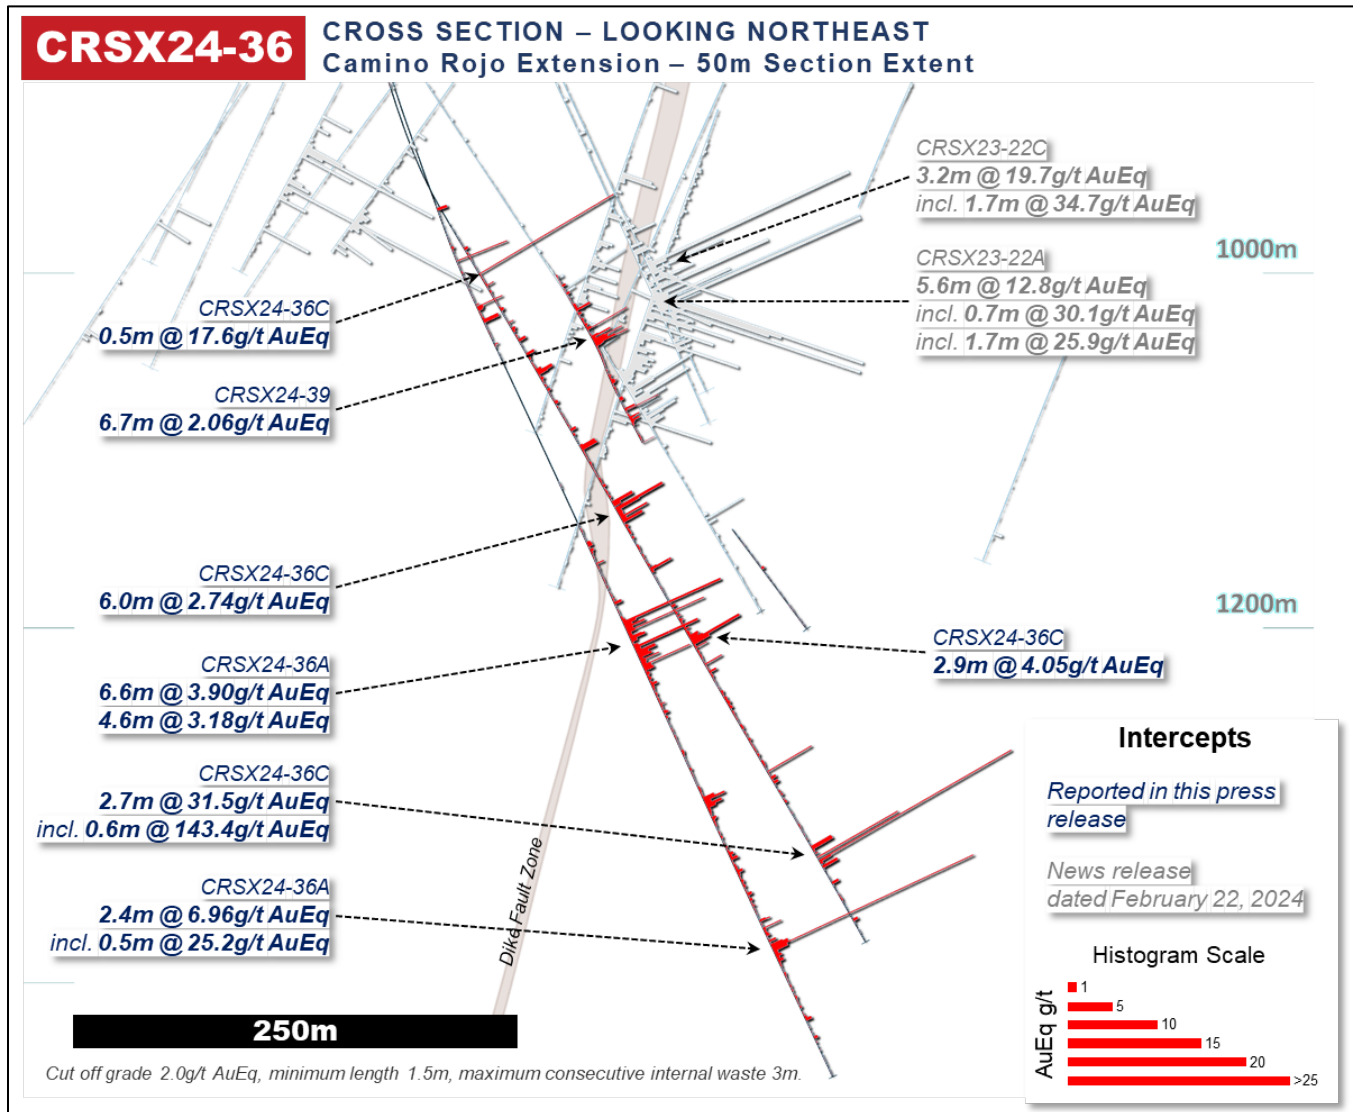 CRSX24-36
CROSS SECTION – LOOKING NORTHEAST
Camino Rojo Extension – 50m Section Extent
CRSX23-22C
3.2m @ 19.7g/t AuEq
incl. 1.7m @ 34.7g/t AuEq
1000m
CRSX23-22A
5.6m @ 12.8g/t AuEq
incl. 0.7m @ 30.1g/t AuEq
incl. 1.7m @ 25.9g/t AuEq
CRSX24-36C
0.5m @ 17.6g/t AuEq
CRSX24-39
6.7m @ 2.06g/t AuEq
CRSX24-36C
6.0m @ 2.74g/t AuEq
1200m
CRSX24-36C
2.9m @ 4.05g/t AuEq
CRSX24-36A
6.6m @ 3.90g/t AuEq
4.6m @ 3.18g/t AuEq
CRSX24-36C
2.7m @ 31.5g/t AuEq
incl. 0.6m @ 143.4g/t AuEq
CRSX24-36A
2.4m @ 6.96g/t AuEq
incl. 0.5m @ 25.2g/t AuEq
Dike Fault Zone
Intercepts
Reported in this press
release
News release
dated February 22, 2024
Histogram Scale
AuEq g/t
1
5
10
15
20
>25
250m
Cut off grade 2.0g/t AuEq, minimum length 1.5m, maximum consecutive internal waste 3m.